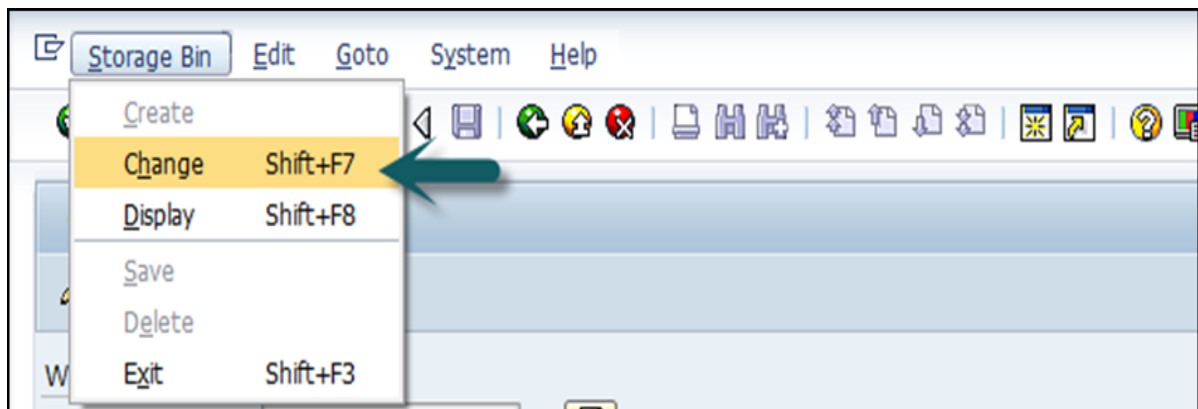 Storage Bin Edit Goto System Help
Create
Change Shift+F7
Display Shift+F8
Save
Delete
Exit Shift+F3
W